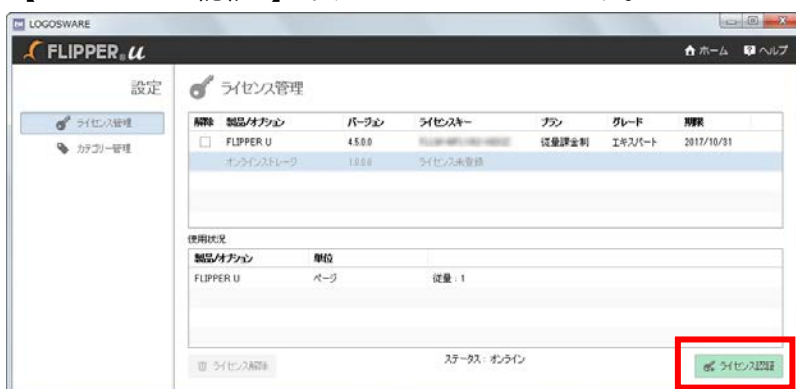 LOGOSWARE
FLIPPER U ホーム ヘルプ
設定
ライセンス管理
カテゴリー管理
ライセンス管理
解除 製品/オプション バージョン ライセンスキー プラン グレード 期限
FLIPPER U 4.5.0.0 従量課金制 エキスパート 2017/10/31
オンラインストレージ 1.0.0.0 ライセンス未登録
使用状況
製品/オプション 単位
FLIPPER U ページ 従量 : 1
ライセンス解除 ステータス : オンライン ライセンス認証